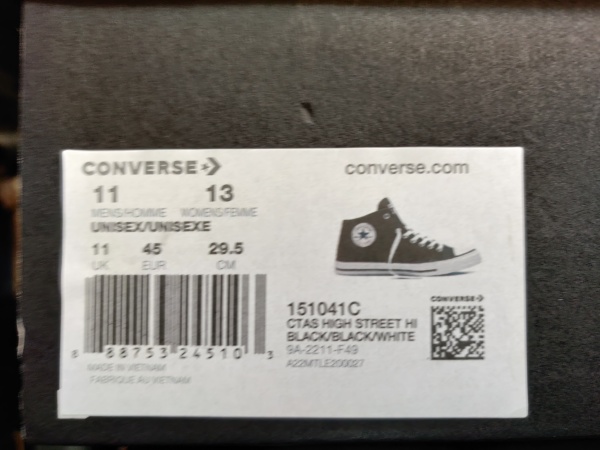 CONVERSE
converse.com
11 13
MENS/HOMME WOMENS/FEMME
UNISEX/UNISEXE
11 45 29.5
UK EUR CM
8 88753 24510 3
MADE IN VIETNAM
FABRIQUE AU VIETNAM
151041C
CTAS HIGH STREET HI
BLACK/BLACK/WHITE
9A-2211-F49
A22MTLE200027
CONVERSE